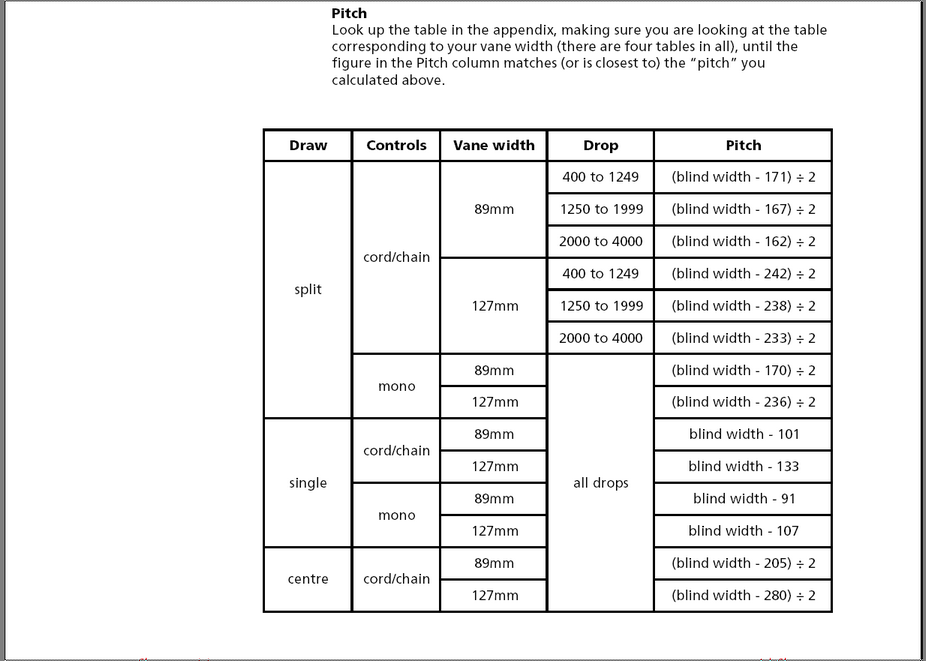 Pitch
Look up the table in the appendix, making sure you are looking at the table
corresponding to your vane width (there are four tables in all), until the
figure in the Pitch column matches (or is closest to) the “pitch” you
calculated above.
Draw Controls Vane width Drop Pitch
split cord/chain 89mm 400 to 1249 (blind width - 171) ÷ 2
1250 to 1999 (blind width - 167) ÷ 2
2000 to 4000 (blind width - 162) ÷ 2
127mm 400 to 1249 (blind width - 242) ÷ 2
1250 to 1999 (blind width - 238) ÷ 2
2000 to 4000 (blind width - 233) ÷ 2
mono 89mm all drops (blind width - 170) ÷ 2
127mm (blind width - 236) ÷ 2
single cord/chain 89mm blind width - 101
127mm blind width - 133
mono 89mm blind width - 91
127mm blind width - 107
centre cord/chain 89mm (blind width - 205) ÷ 2
127mm (blind width - 280) ÷ 2